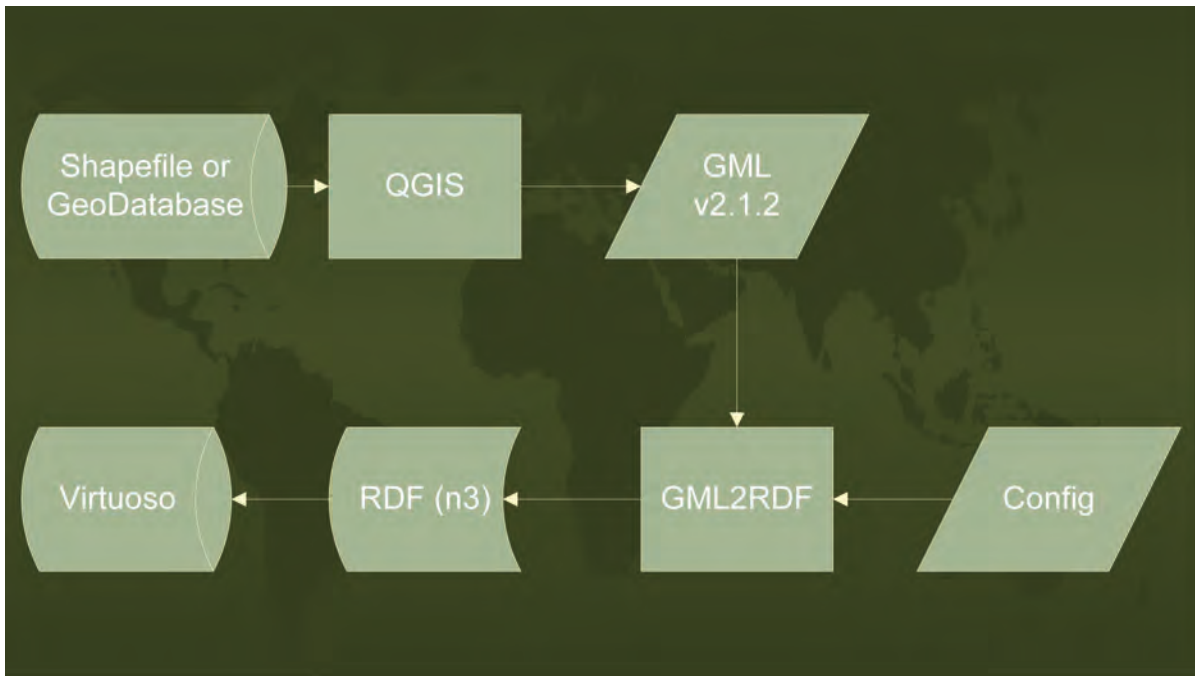 Shapefile or
GeoDatabase
QGIS
GML
v2.1.2
Virtuoso
RDF (n3)
GML2RDF
Config